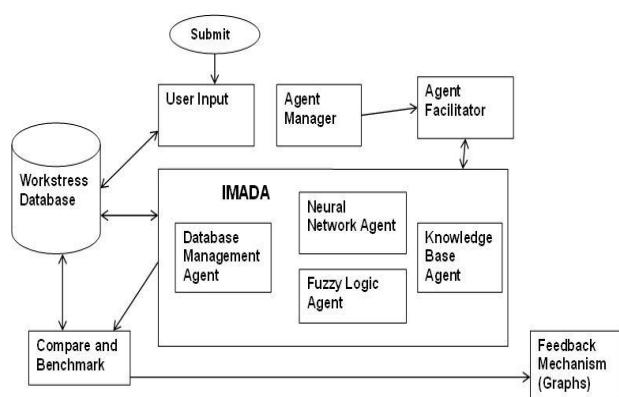 Submit
User Input
Agent
Manager
Agent
Facilitator
Workstress
Database
IMADA
Neural
Network Agent
Database
Management
Agent
Knowledge
Base
Agent
Fuzzy Logic
Agent
Compare and
Benchmark
Feedback
Mechanism
(Graphs)